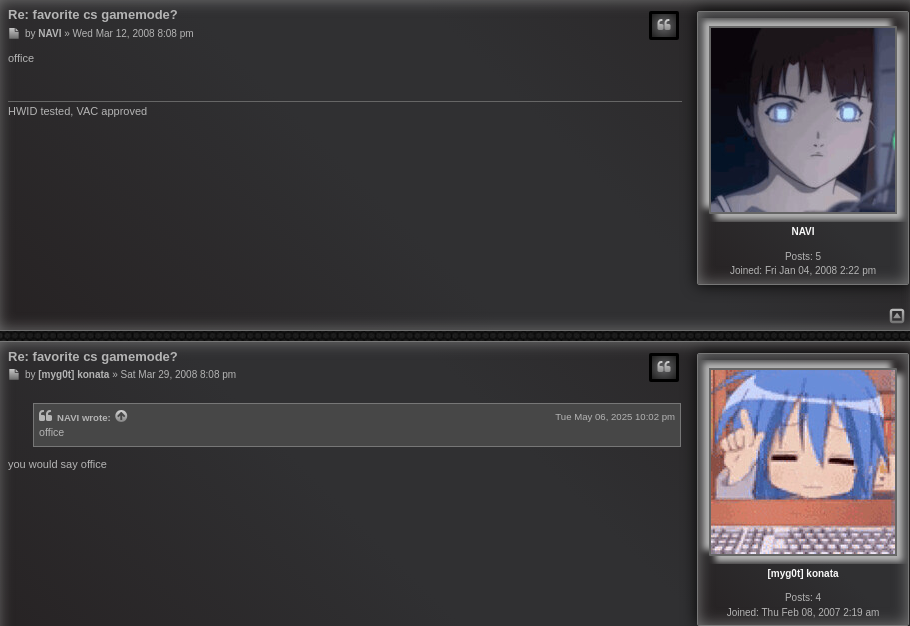 Re: favorite cs gamemode?
by NAVI » Wed Mar 12, 2008 8:08 pm
office
HWID tested, VAC approved
NAVI
Posts: 5
Joined: Fri Jan 04, 2008 2:22 pm
Re: favorite cs gamemode?
by [myg0t] konata » Sat Mar 29, 2008 8:08 pm
NAVI wrote: Tue May 06, 2025 10:02 pm
office
you would say office
[myg0t] konata
Posts: 4
Joined: Thu Feb 08, 2007 2:19 am